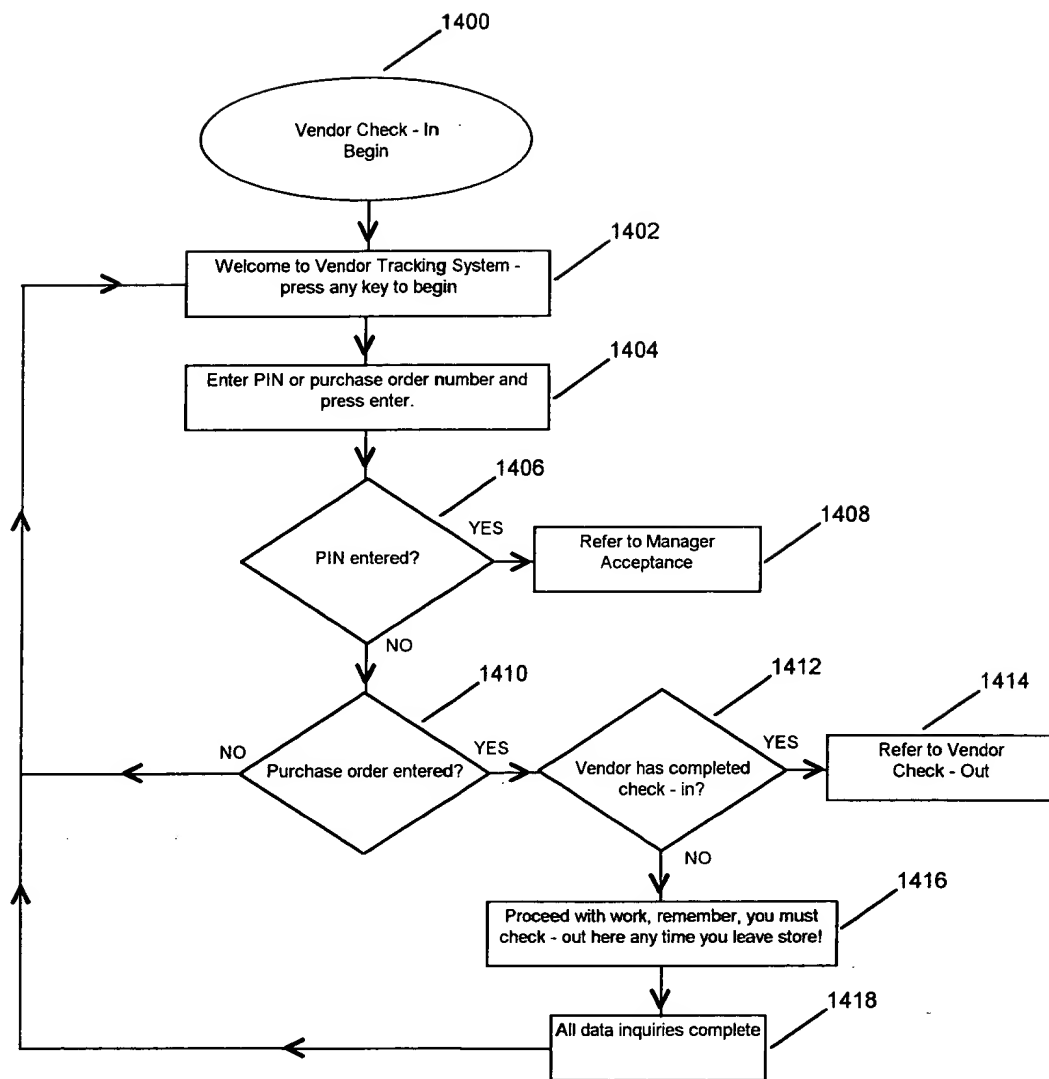 1400
Vendor Check - In
Begin
1402
Welcome to Vendor Tracking System -
press any key to begin
1404
Enter PIN or purchase order number and
press enter.
1406
YES
1408
PIN entered?
Refer to Manager
Acceptance
NO
1410
1412
1414
NO
YES
YES
Purchase order entered?
Vendor has completed
check - in?
Refer to Vendor
Check - Out
NO
1416
Proceed with work, remember, you must
check - out here any time you leave store!
1418
All data inquiries complete